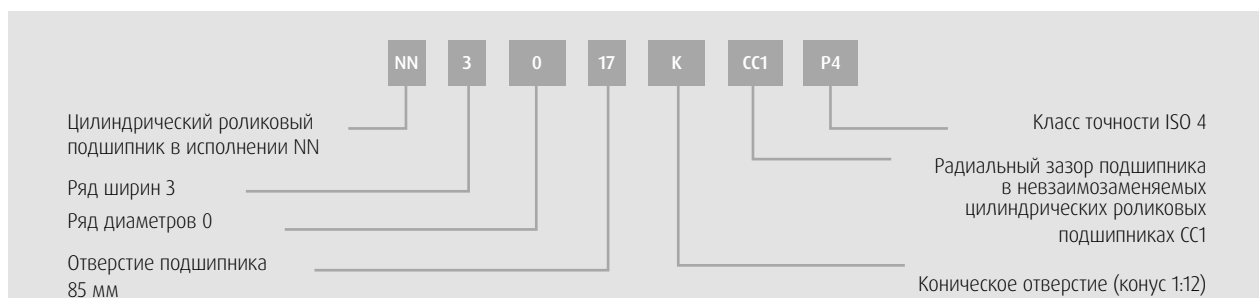 NN 3 0 17 K CC1 P4
Цилиндрический роликовый
подшипник в исполнении NN
Ряд ширин 3
Ряд диаметров 0
Отверстие подшипника
85 мм
Класс точности ISO 4
Радиальный зазор подшипника
в невзаимозаменяемых
цилиндрических роликовых
подшипниках CC1
Коническое отверстие (конус 1:12)